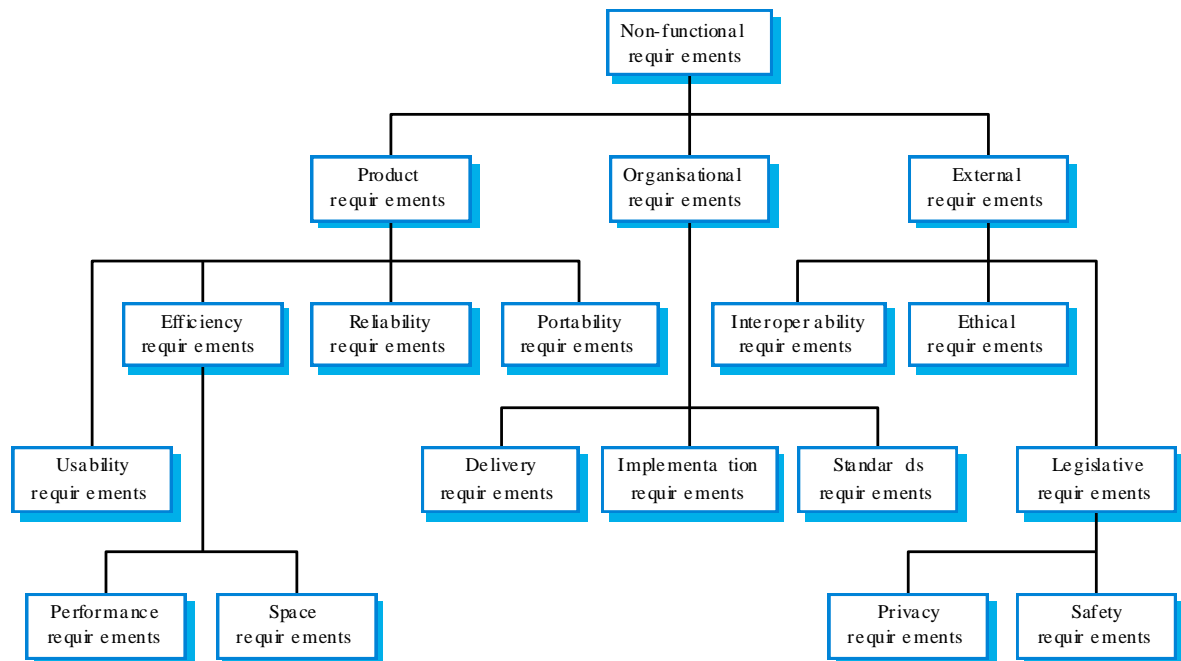 Non-functional
requirements
Product
requirements
Organisational
requirements
External
requirements
Efficiency
requirements
Reliability
requirements
Portability
requirements
Interoperability
requirements
Ethical
requirements
Usability
requirements
Delivery
requirements
Implementation
requirements
Standards
requirements
Legislative
requirements
Performance
requirements
Space
requirements
Privacy
requirements
Safety
requirements